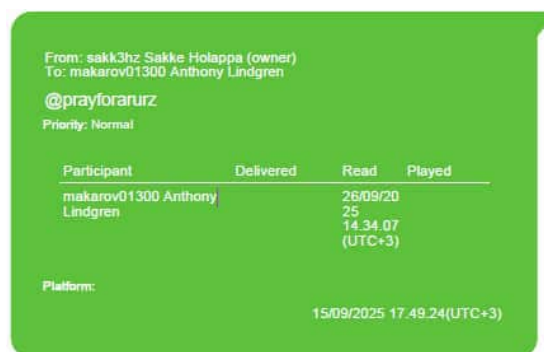 From: sakk3hz Sakke Holappa (owner)
To: makarov01300 Anthony Lindgren
@prayforarurz
Priority: Normal
Participant Delivered Read Played
makarov01300 Anthony
Lindgren
26/09/20
25
14.34.07
(UTC+3)
Platform:
15/09/2025 17.49.24(UTC+3)